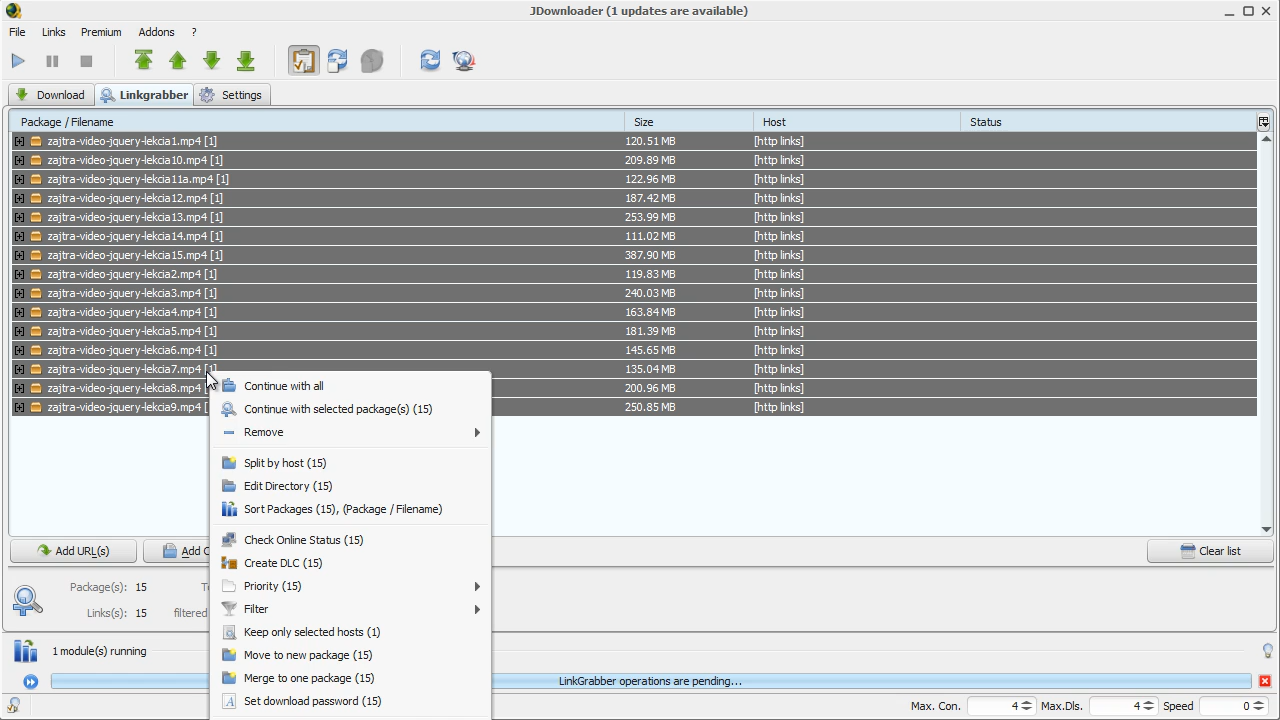 JDownloader (1 updates are available)
File Links Premium Addons ?
Download Linkgrabber Settings
Package / Filename Size Host Status
[+] zajtra-video-jquery-lekcia1.mp4 [1] 120.51 MB [http links]
[+] zajtra-video-jquery-lekcia10.mp4 [1] 209.89 MB [http links]
[+] zajtra-video-jquery-lekcia11a.mp4 [1] 122.96 MB [http links]
[+] zajtra-video-jquery-lekcia12.mp4 [1] 187.42 MB [http links]
[+] zajtra-video-jquery-lekcia13.mp4 [1] 253.99 MB [http links]
[+] zajtra-video-jquery-lekcia14.mp4 [1] 111.02 MB [http links]
[+] zajtra-video-jquery-lekcia15.mp4 [1] 387.90 MB [http links]
[+] zajtra-video-jquery-lekcia2.mp4 [1] 119.83 MB [http links]
[+] zajtra-video-jquery-lekcia3.mp4 [1] 240.03 MB [http links]
[+] zajtra-video-jquery-lekcia4.mp4 [1] 163.84 MB [http links]
[+] zajtra-video-jquery-lekcia5.mp4 [1] 181.39 MB [http links]
[+] zajtra-video-jquery-lekcia6.mp4 [1] 145.65 MB [http links]
[+] zajtra-video-jquery-lekcia7.mp4 [1] 135.04 MB [http links]
[+] zajtra-video-jquery-lekcia8.mp4 200.96 MB [http links]
[+] zajtra-video-jquery-lekcia9.mp4 [ 250.85 MB [http links]
Continue with all
Continue with selected package(s) (15)
Remove
Split by host (15)
Edit Directory (15)
Sort Packages (15), (Package / Filename)
Check Online Status (15)
Create DLC (15)
Priority (15)
Filter
Keep only selected hosts (1)
Move to new package (15)
Merge to one package (15)
Set download password (15)
Add URL(s) Add Clear list
Package(s): 15
Links(s): 15 filtered
1 module(s) running
LinkGrabber operations are pending...
Max. Con. 4 Max.Dls. 4 Speed 0